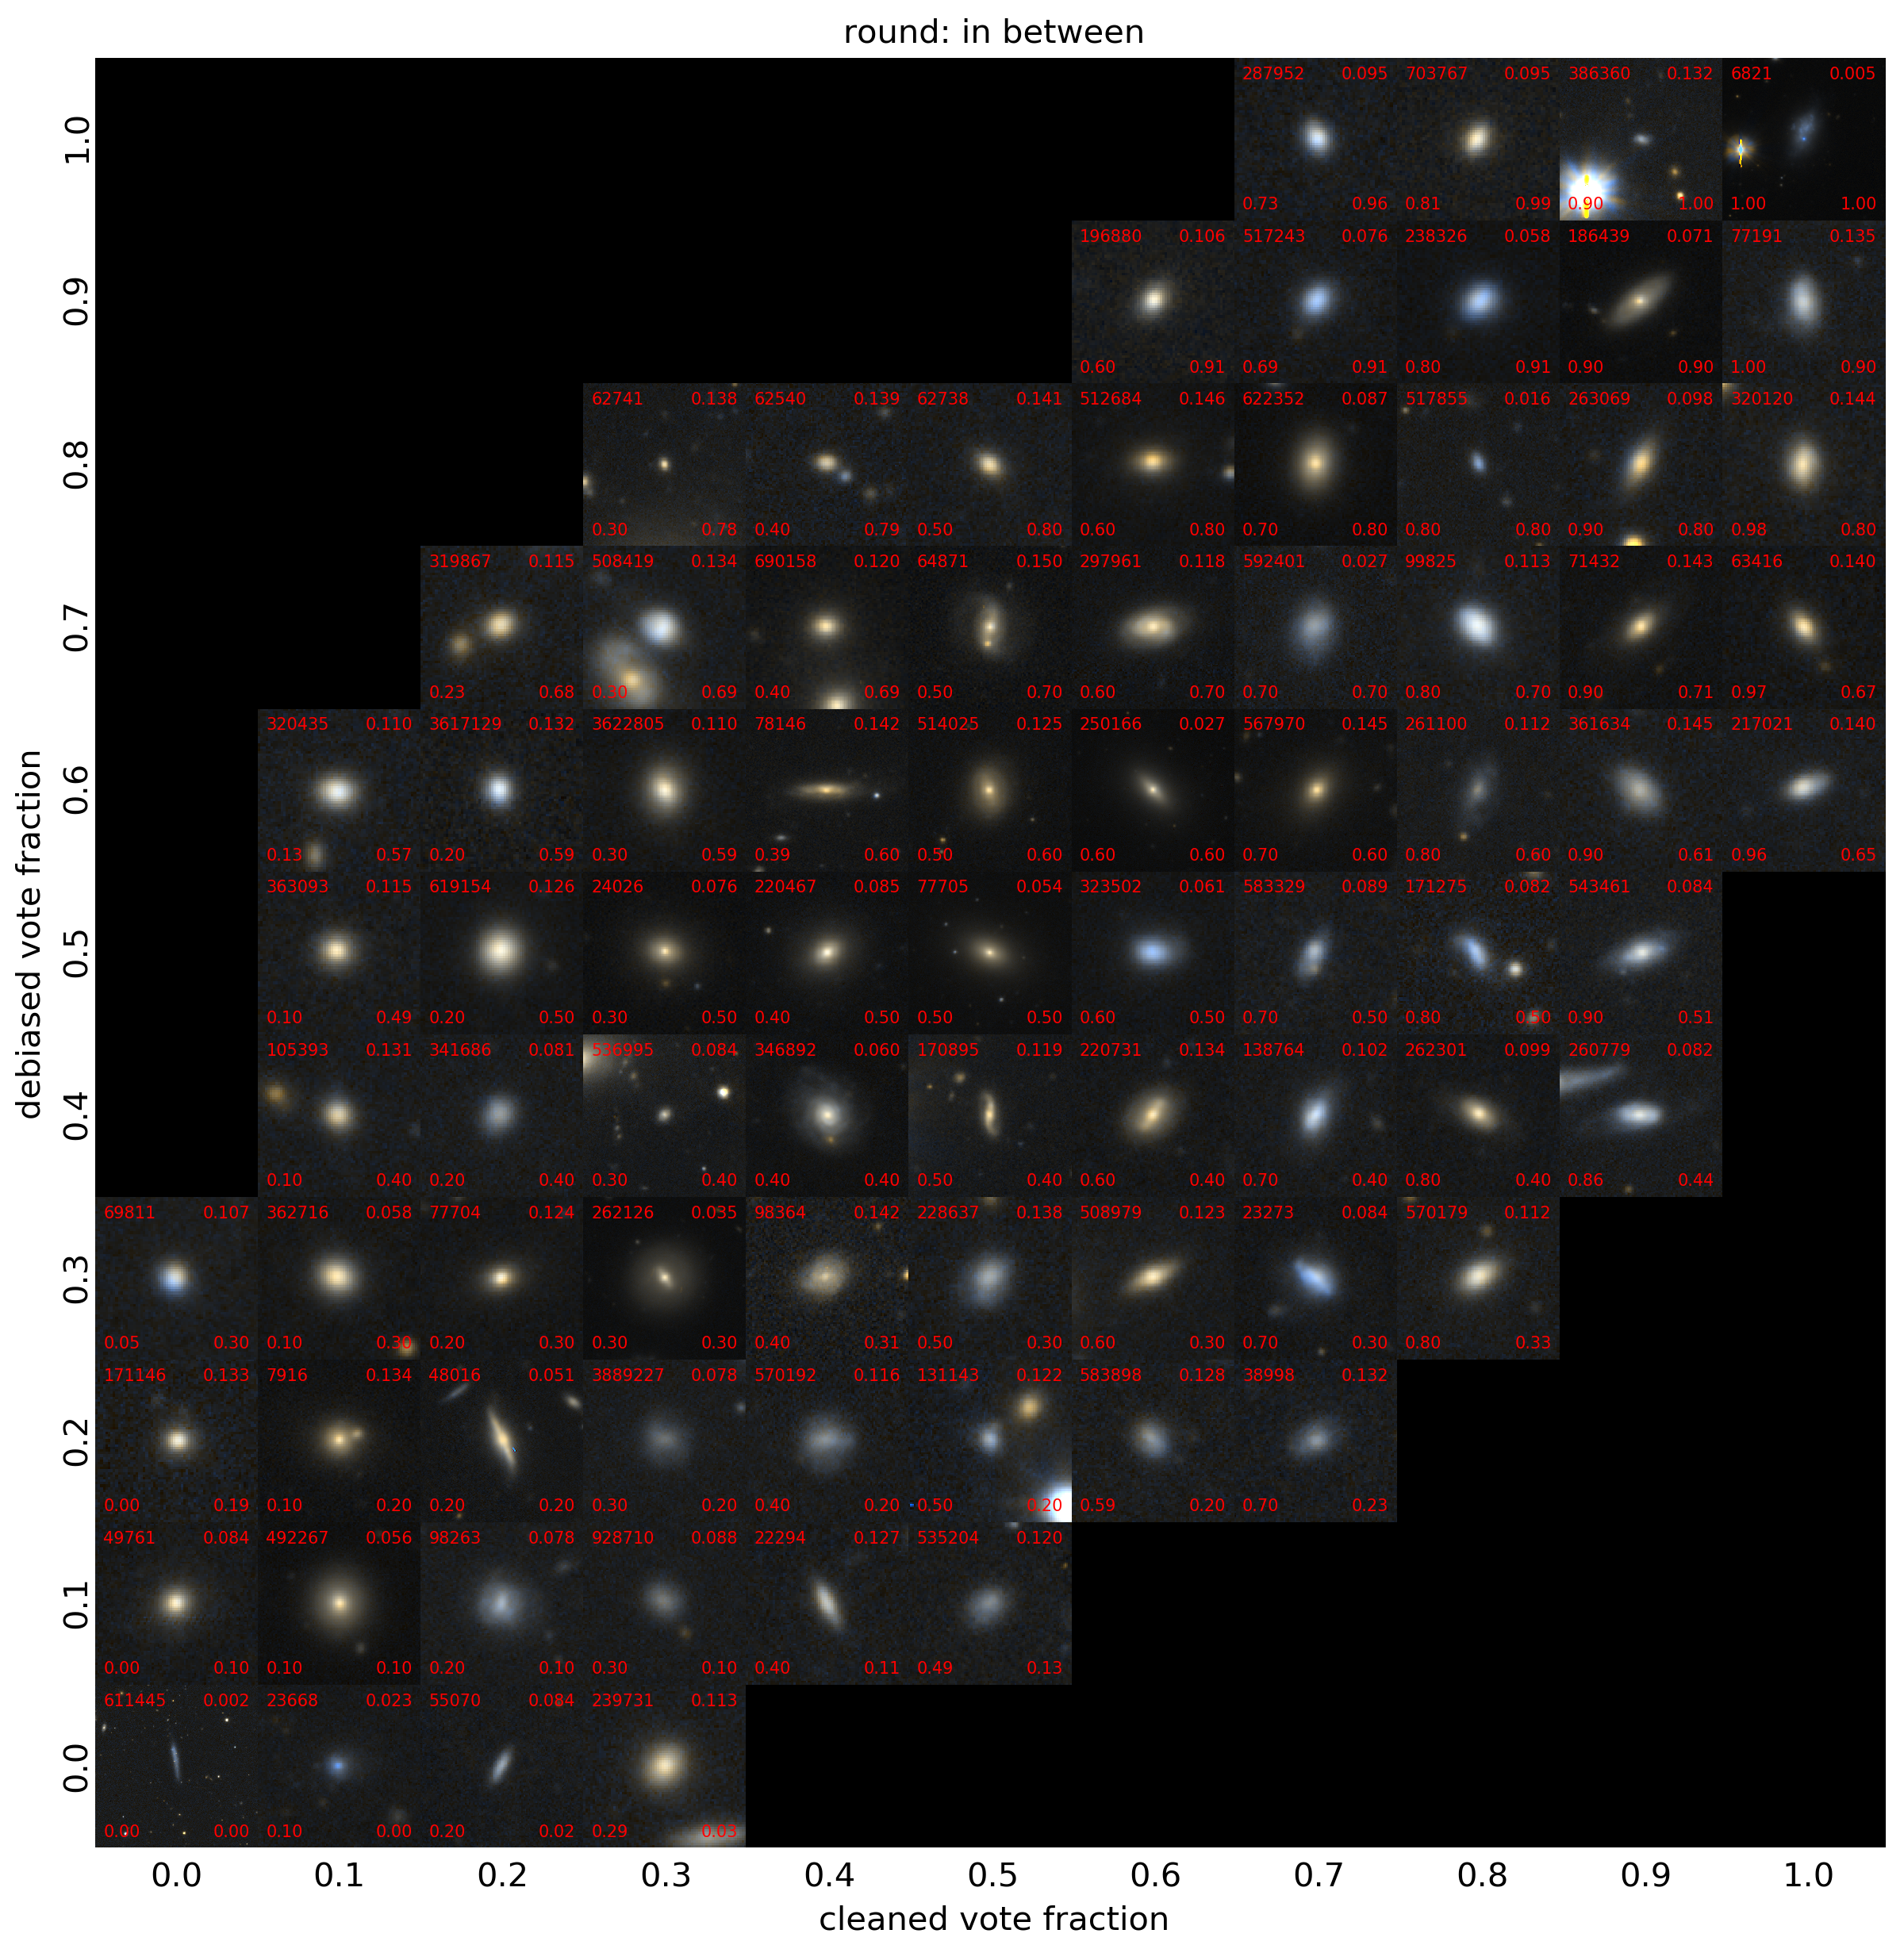 round: in between
287952 0.095 703767 0.095 386360 0.132 6821 0.005
1.0
0.73 0.96 0.81 0.99 0.90 1.00 1.00 1.00
196880 0.106 517243 0.076 238326 0.058 186439 0.071 77191 0.135
0.9
0.60 0.91 0.69 0.91 0.80 0.91 0.90 0.90 1.00 0.90
62741 0.138 62540 0.139 62738 0.141 512684 0.146 622352 0.087 517855 0.016 263069 0.098 320120 0.144
0.8
0.30 0.78 0.40 0.79 0.50 0.80 0.60 0.80 0.70 0.80 0.80 0.80 0.90 0.80 0.98 0.80
319867 0.115 508419 0.134 690158 0.120 64871 0.150 297961 0.118 592401 0.027 99825 0.113 71432 0.143 63416 0.140
0.7
0.23 0.68 0.30 0.69 0.40 0.69 0.50 0.70 0.60 0.70 0.70 0.70 0.80 0.70 0.90 0.71 0.97 0.67
320435 0.110 3617129 0.132 3622805 0.110 78146 0.142 514025 0.125 250166 0.027 567970 0.145 261100 0.112 361634 0.145 217021 0.140
0.6
0.13 0.57 0.20 0.59 0.30 0.59 0.39 0.60 0.50 0.60 0.60 0.60 0.70 0.60 0.80 0.60 0.90 0.61 0.96 0.65
debiased vote fraction
363093 0.115 619154 0.126 24026 0.076 220467 0.085 77705 0.054 323502 0.061 583329 0.089 171275 0.082 543461 0.084
0.5
0.10 0.49 0.20 0.50 0.30 0.50 0.40 0.50 0.50 0.50 0.60 0.50 0.70 0.50 0.80 0.50 0.90 0.51
105393 0.131 341686 0.081 536995 0.084 346892 0.060 170895 0.119 220731 0.134 138764 0.102 262301 0.099 260779 0.082
0.4
0.10 0.40 0.20 0.40 0.30 0.40 0.40 0.40 0.50 0.40 0.60 0.40 0.70 0.40 0.80 0.40 0.86 0.44
69811 0.107 362716 0.058 77704 0.124 262126 0.035 98364 0.142 228637 0.138 508979 0.123 23273 0.084 570179 0.112
0.3
0.05 0.30 0.10 0.30 0.20 0.30 0.30 0.30 0.40 0.31 0.50 0.30 0.60 0.30 0.70 0.30 0.80 0.33
171146 0.133 7916 0.134 48016 0.051 3889227 0.078 570192 0.116 131143 0.122 583898 0.128 38998 0.132
0.2
0.00 0.19 0.10 0.20 0.20 0.20 0.30 0.20 0.40 0.20 0.50 0.20 0.59 0.20 0.70 0.23
49761 0.084 492267 0.056 98263 0.078 928710 0.088 22294 0.127 535204 0.120
0.1
0.00 0.10 0.10 0.10 0.20 0.10 0.30 0.10 0.40 0.11 0.49 0.13
611445 0.002 23668 0.023 55070 0.084 239731 0.113
0.0
0.00 0.00 0.10 0.00 0.20 0.02 0.29 0.03
0.0 0.1 0.2 0.3 0.4 0.5 0.6 0.7 0.8 0.9 1.0
cleaned vote fraction